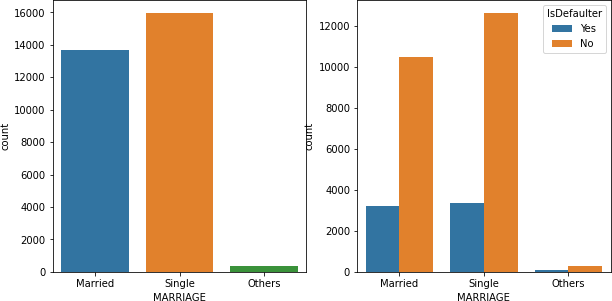 16000
14000
12000
10000
8000
6000
4000
2000
0
count
Married Single Others
MARRIAGE
12000
10000
8000
6000
4000
2000
0
count
IsDefaulter
Yes
No
Married Single Others
MARRIAGE